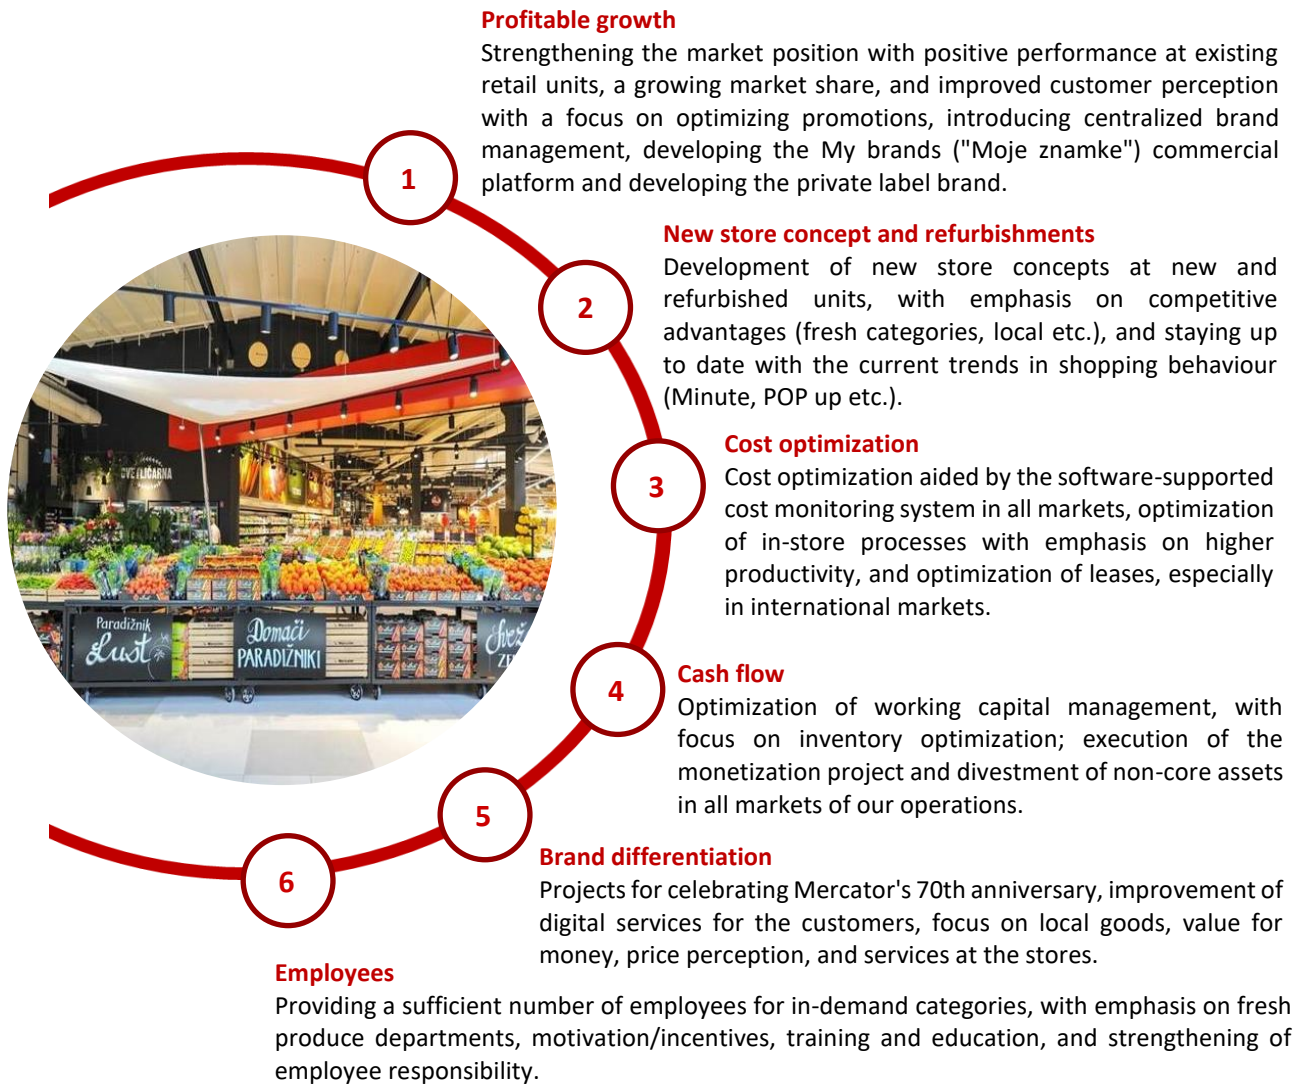 Profitable growth
Strengthening the market position with positive performance at existing
retail units, a growing market share, and improved customer perception
with a focus on optimizing promotions, introducing centralized brand
management, developing the My brands ("Moje znamke") commercial
platform and developing the private label brand.
1
New store concept and refurbishments
Development of new store concepts at new and
refurbished units, with emphasis on competitive
advantages (fresh categories, local etc.), and staying up
to date with the current trends in shopping behaviour
(Minute, POP up etc.).
2
Cost optimization
Cost optimization aided by the software-supported
cost monitoring system in all markets, optimization
of in-store processes with emphasis on higher
productivity, and optimization of leases, especially
in international markets.
3
CVETLIČARNA
Paradižnik
Lušt
Domači
PARADIŽNIKI
Svež
ZE
Cash flow
Optimization of working capital management, with
focus on inventory optimization; execution of the
monetization project and divestment of non-core assets
in all markets of our operations.
4
5
Brand differentiation
Projects for celebrating Mercator's 70th anniversary, improvement of
digital services for the customers, focus on local goods, value for
money, price perception, and services at the stores.
6
Employees
Providing a sufficient number of employees for in-demand categories, with emphasis on fresh
produce departments, motivation/incentives, training and education, and strengthening of
employee responsibility.